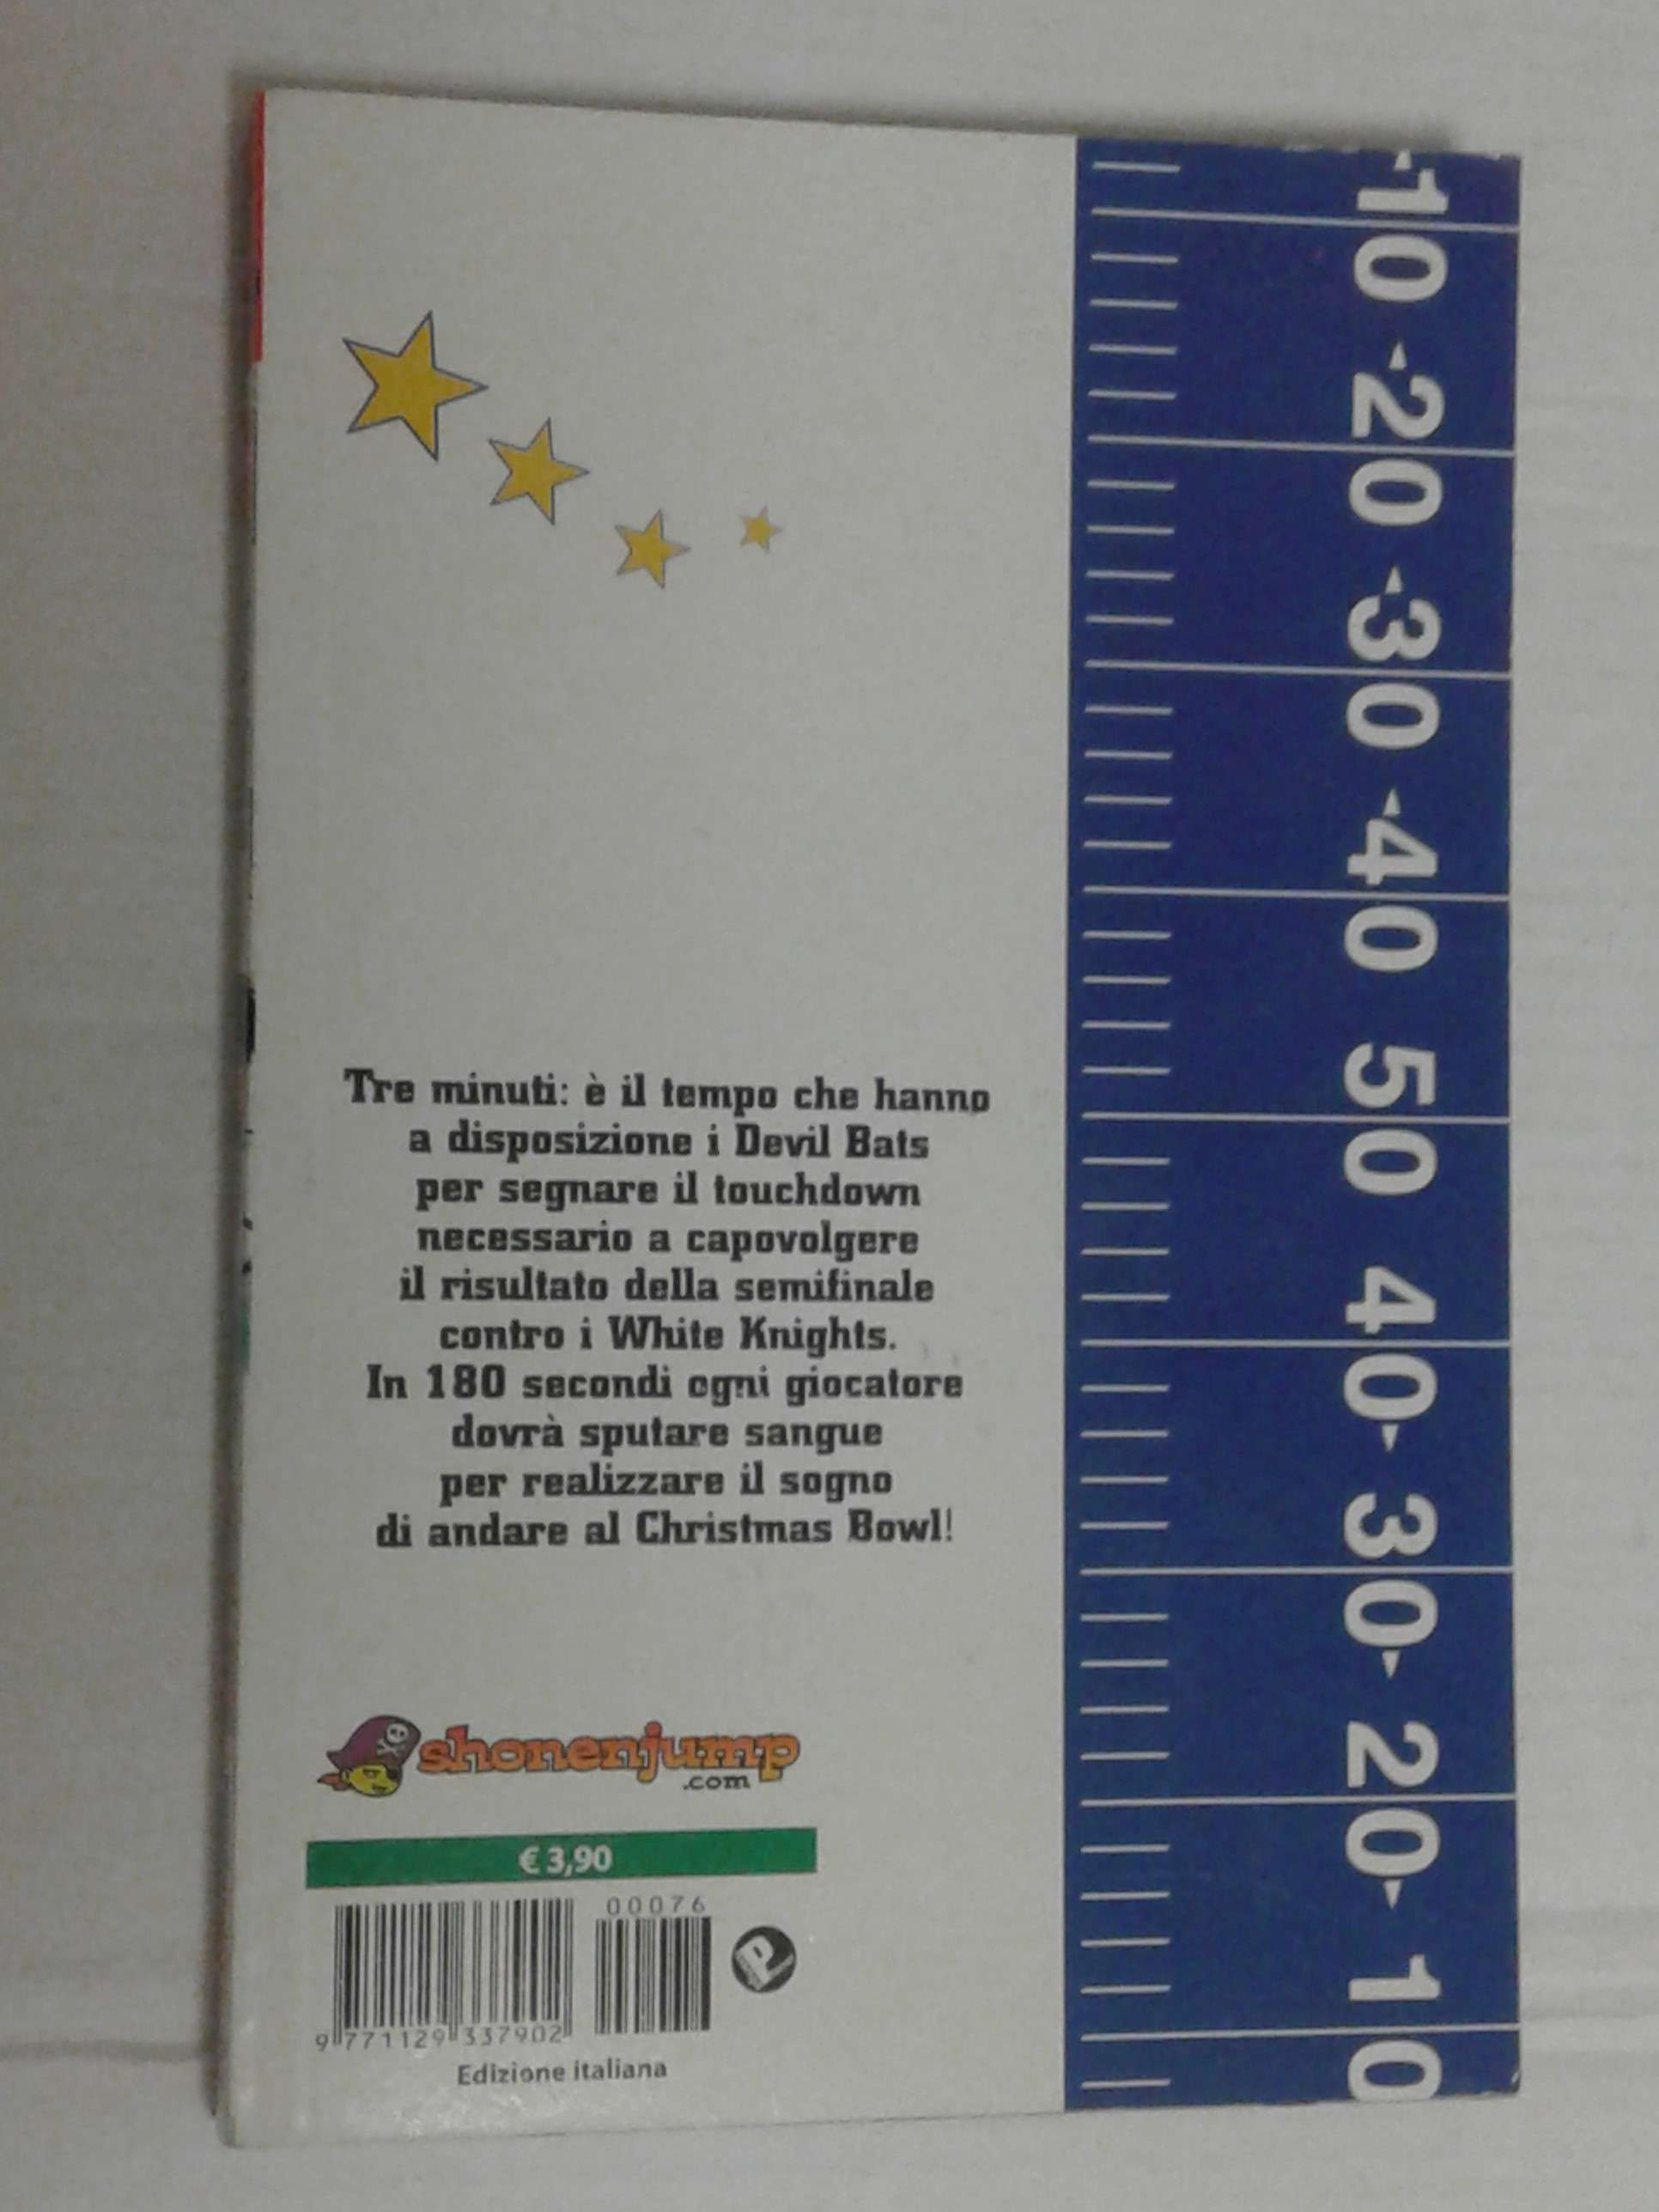 Tre minuti: è il tempo che hanno
a disposizione i Devil Bats
per segnare il touchdown
necessario a capovolgere
il risultato della semifinale
contro i White Knights.
In 180 secondi ogni giocatore
dovrà sputare sangue
per realizzare il sogno
di andare al Christmas Bowl!
shonenjump
.com
€ 3,90
00076
9 771129 337902
P
Edizione italiana
10
20
30
40
50
40
30
20
10